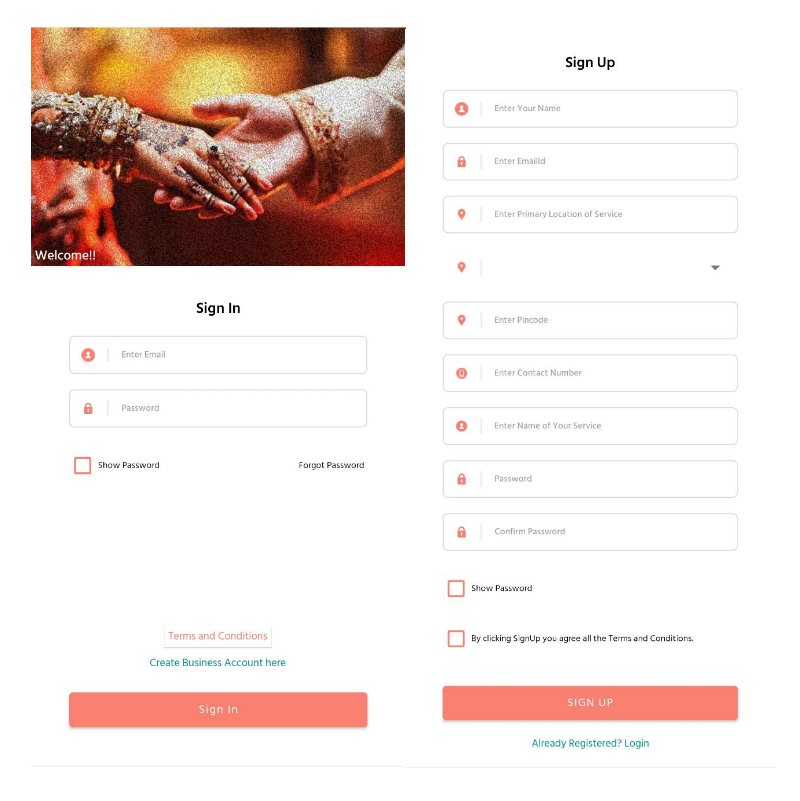 Welcome!!
Sign In
Enter Email
Password
Show Password
Forgot Password
Terms and Conditions
Create Business Account here
Sign In
Sign Up
Enter Your Name
Enter EmailId
Enter Primary Location of Service
Enter Pincode
Enter Contact Number
Enter Name of Your Service
Password
Confirm Password
Show Password
By clicking SignUp you agree all the Terms and Conditions.
SIGN UP
Already Registered? Login